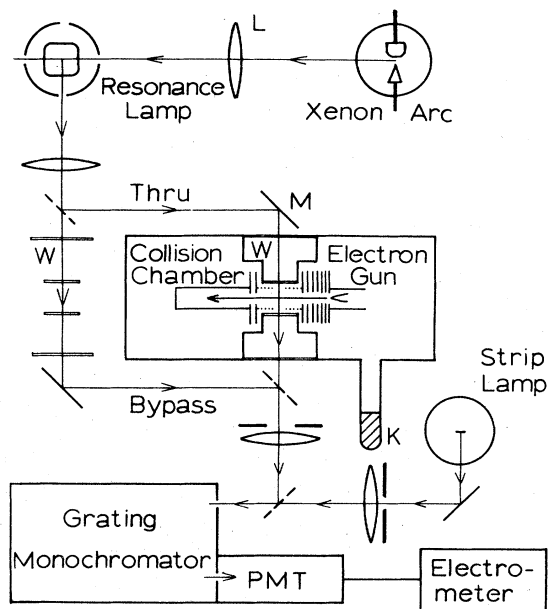 L
Resonance
Lamp
Xenon Arc
Thru
M
W
Collision
Chamber
W
Electron
Gun
Strip
Lamp
Bypass
K
Grating
Monochromator
PMT
Electro-
meter